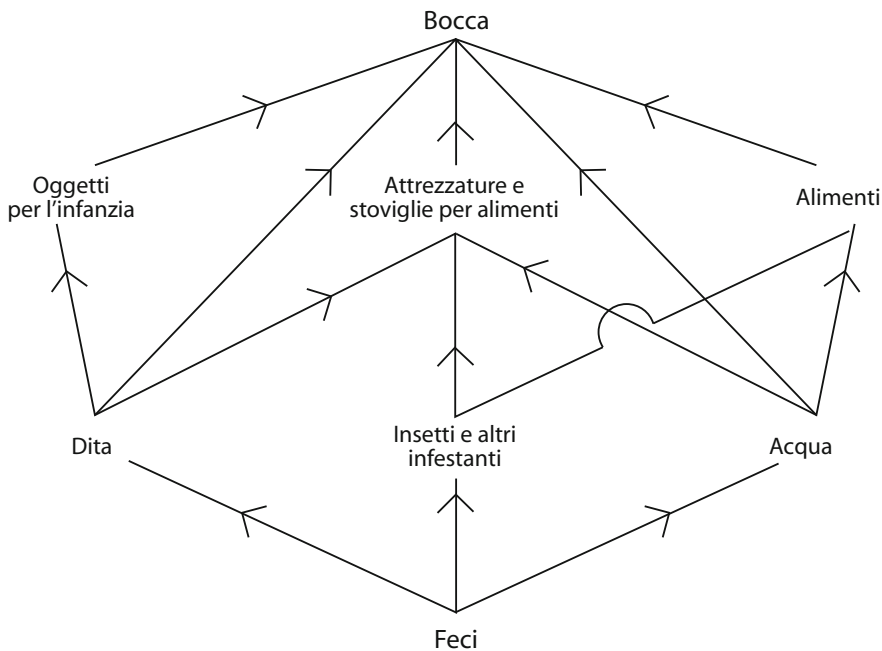 Bocca
Oggetti
per l'infanzia
Attrezzature e
stoviglie per alimenti
Alimenti
Dita
Insetti e altri
infestanti
Acqua
Feci